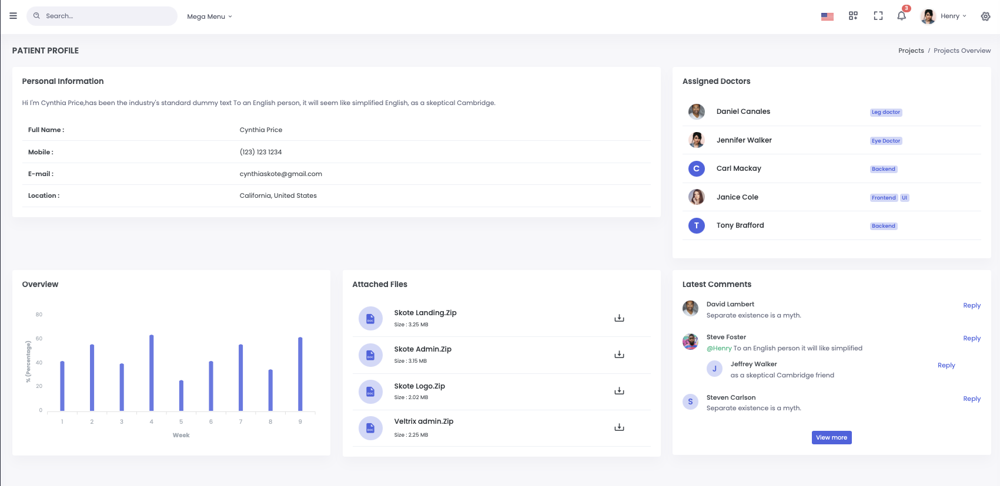 Search...
Mega Menu
3
Henry
PATIENT PROFILE
Projects / Projects Overview
Personal Information
Hi I'm Cynthia Price,has been the industry's standard dummy text To an English person, it will seem like simplified English, as a skeptical Cambridge.
Full Name : Cynthia Price
Mobile : (123) 123 1234
E-mail : cynthiaskote@gmail.com
Location : California, United States
Assigned Doctors
Daniel Canales Leg doctor
Jennifer Walker Eye Doctor
C Carl Mackay Backend
Janice Cole Frontend UI
T Tony Brafford Backend
Overview
80
60
40
20
0
% (Percentage)
1 2 3 4 5 6 7 8 9
Week
Attached Files
DOC
Skote Landing.Zip
Size : 3.25 MB
DOC
Skote Admin.Zip
Size : 3.15 MB
DOC
Skote Logo.Zip
Size : 2.02 MB
DOC
Veltrix admin.Zip
Size : 2.25 MB
Latest Comments
David Lambert Reply
Separate existence is a myth.
Steve Foster Reply
@Henry To an English person it will like simplified
J Jeffrey Walker Reply
as a skeptical Cambridge friend
S Steven Carlson Reply
Separate existence is a myth.
View more